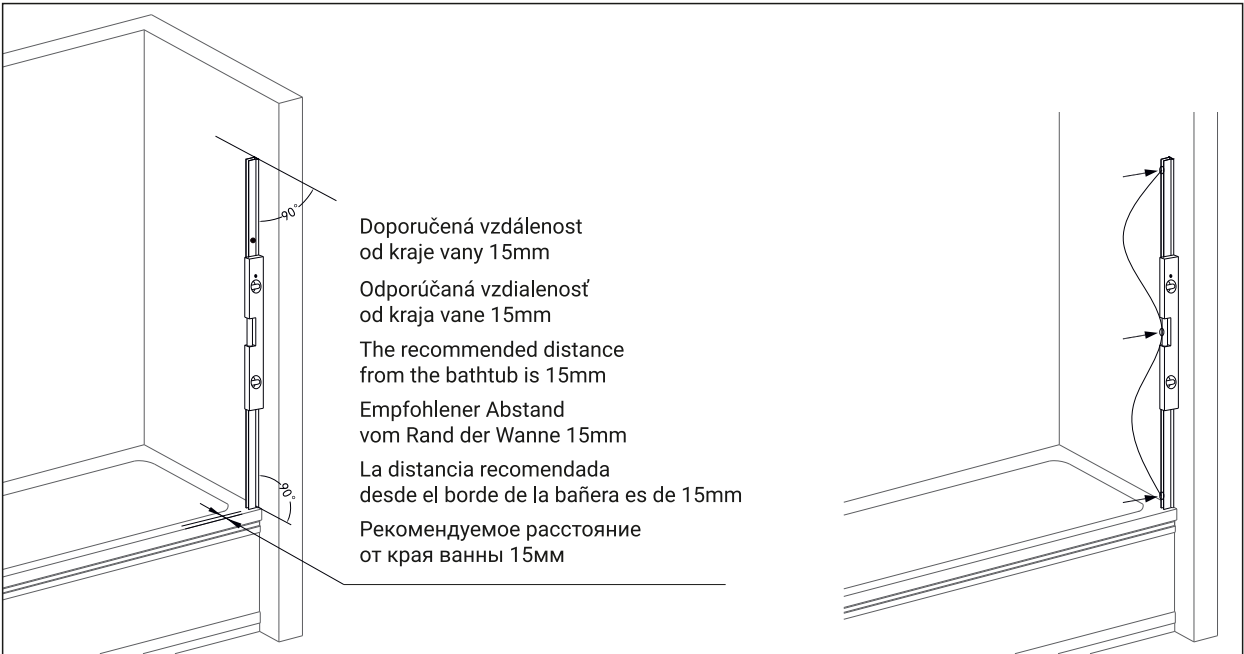 90°
Doporučená vzdálenost
od kraje vany 15mm
Odporúčaná vzdialenosť
od kraja vane 15mm
The recommended distance
from the bathtub is 15mm
Empfohlener Abstand
vom Rand der Wanne 15mm
La distancia recomendada
desde el borde de la bañera es de 15mm
90°
Рекомендуемое расстояние
от края ванны 15мм